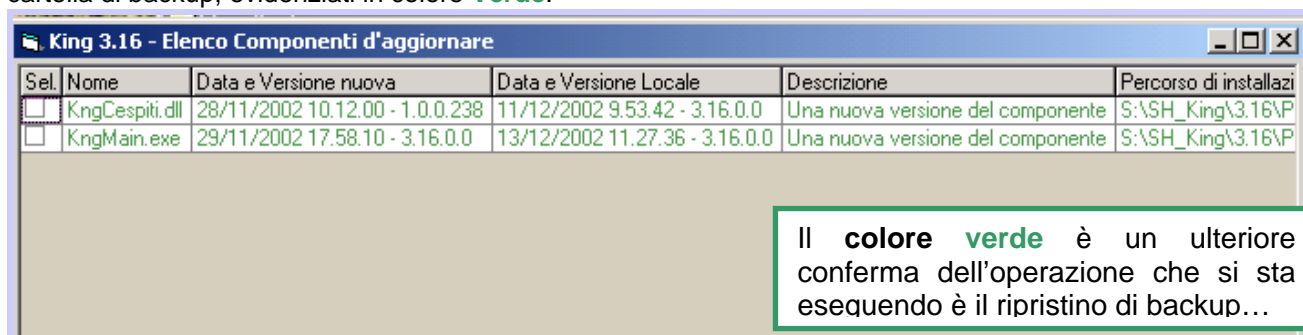 cartella di backup, evidenziati in colore verde.
King 3.16 - Elenco Componenti d'aggiornare
Sel. Nome Data e Versione nuova Data e Versione Locale Descrizione Percorso di installazi
KngCespiti.dll 28/11/2002 10.12.00 - 1.0.0.238 11/12/2002 9.53.42 - 3.16.0.0 Una nuova versione del componente S:\SH_King\3.16\P
KngMain.exe 29/11/2002 17.58.10 - 3.16.0.0 13/12/2002 11.27.36 - 3.16.0.0 Una nuova versione del componente S:\SH_King\3.16\P
Il colore verde è un ulteriore
conferma dell'operazione che si sta
eseguendo è il ripristino di backup…